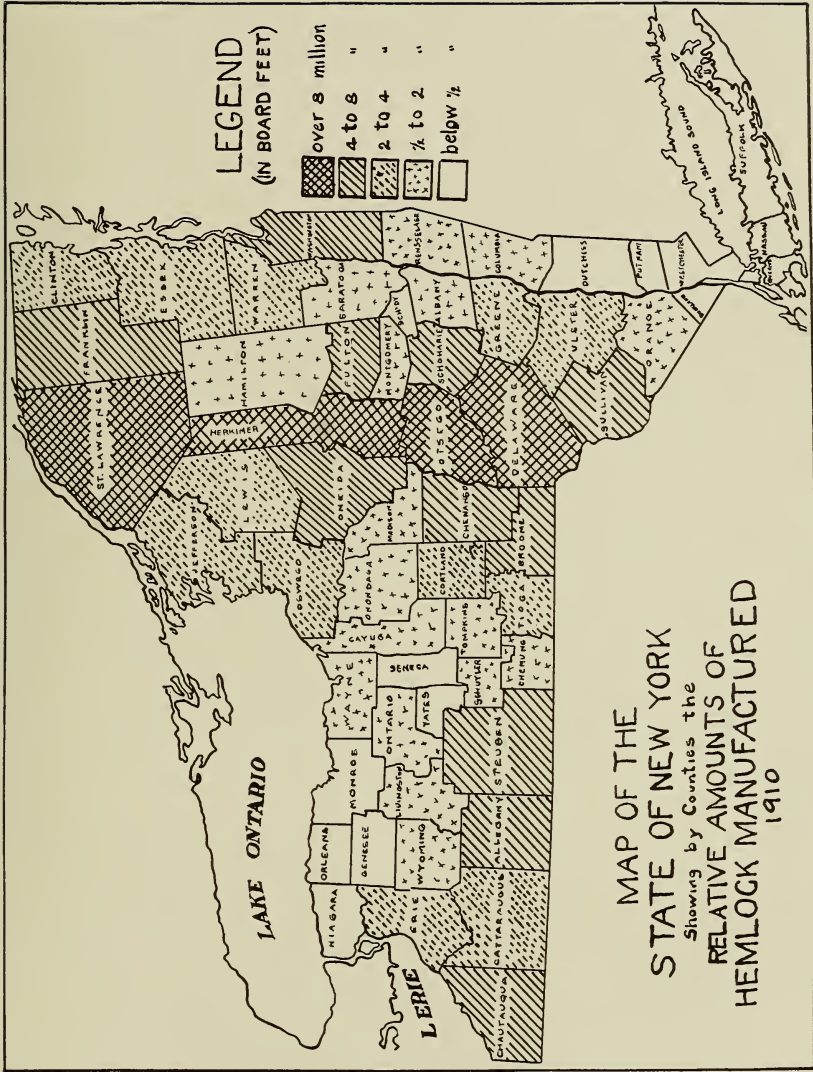 MAP OF THE
STATE OF NEW YORK
Showing by Counties the
RELATIVE AMOUNTS OF
HEMLOCK MANUFACTURED
1910
LEGEND
(IN BOARD FEET)
over 8 million
4 to 8 "
2 to 4 "
½ to 2 "
below ½ "
LAKE ONTARIO
L ERIE
LONG ISLAND SOUND
CLINTON
FRANKLIN
ST. LAWRENCE
ESSEX
WARREN
HAMILTON
HERKIMER
LEWIS
JEFFERSON
OSWEGO
ONEIDA
FULTON
SARATOGA
WASHINGTON
MONTGOMERY
SCHDY
RENSSELAER
ALBANY
SCHOHARIE
OTSEGO
MADISON
ONONDAGA
CAYUGA
WAYNE
SENECA
ONTARIO
YATES
MONROE
ORLEANS
NIAGARA
GENESEE
LIVINGSTON
WYOMING
ERIE
CHAUTAUQUA
CATTARAUGUS
ALLEGANY
STEUBEN
SCHUYLER
CHEMUNG
TOMPKINS
TIOGA
CORTLAND
CHENANGO
BROOME
DELAWARE
GREENE
COLUMBIA
ULSTER
DUTCHESS
SULLIVAN
ORANGE
PUTNAM
WESTCHESTER
SUFFOLK
NASSAU